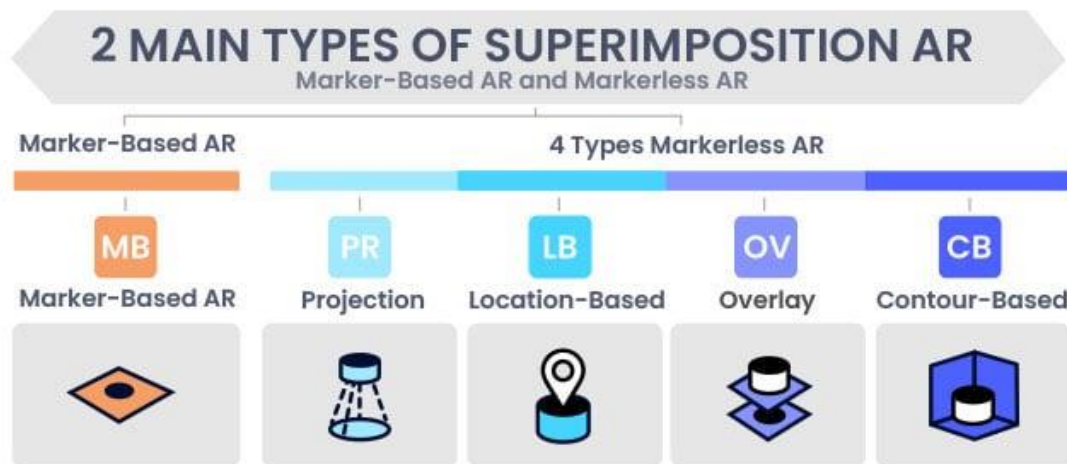 2 MAIN TYPES OF SUPERIMPOSITION AR
Marker-Based AR and Markerless AR
Marker-Based AR
4 Types Markerless AR
MB
PR
LB
OV
CB
Marker-Based AR
Projection
Location-Based
Overlay
Contour-Based